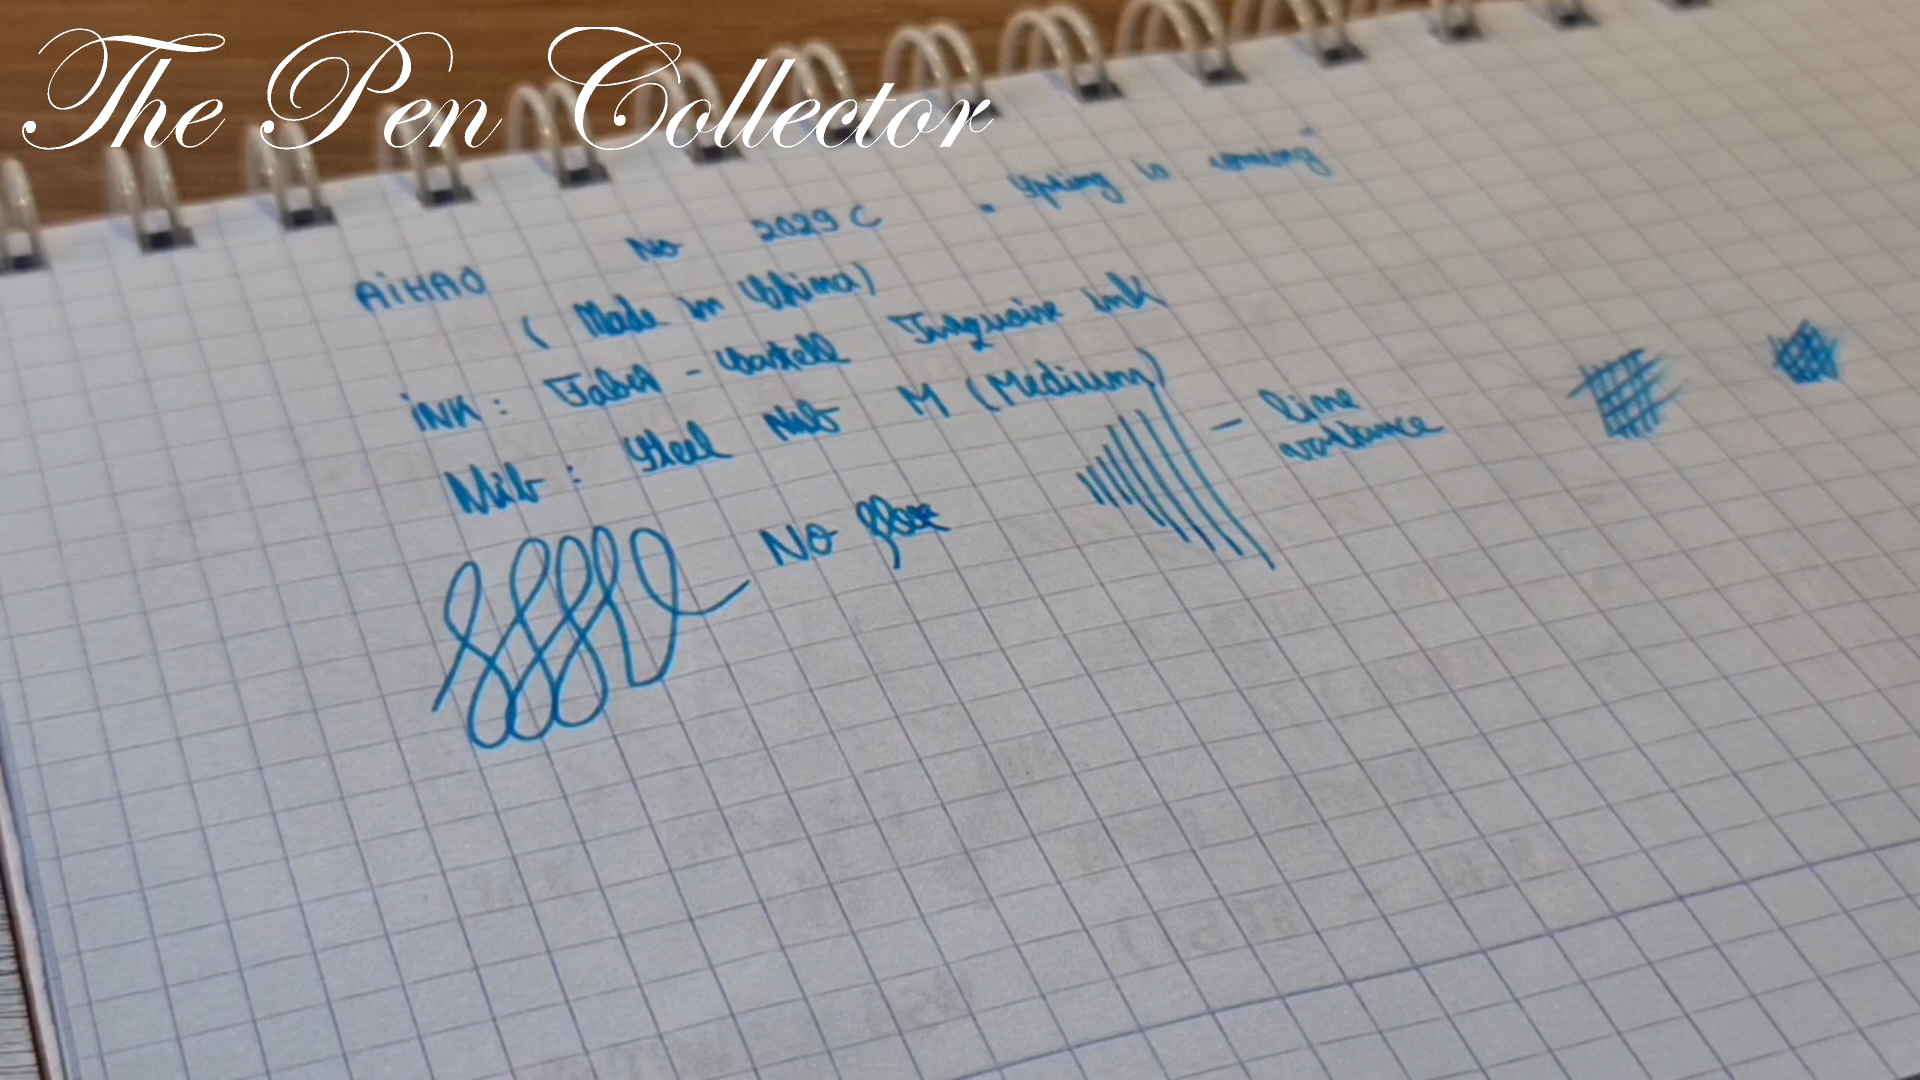 The Pen Collector
AiHAO No 2029 C "Spring is coming"
(Made in China)
iNK: Faber-Castell Turquoise ink
Nib: Steel Nib M (Medium)
No flex
- line
variance